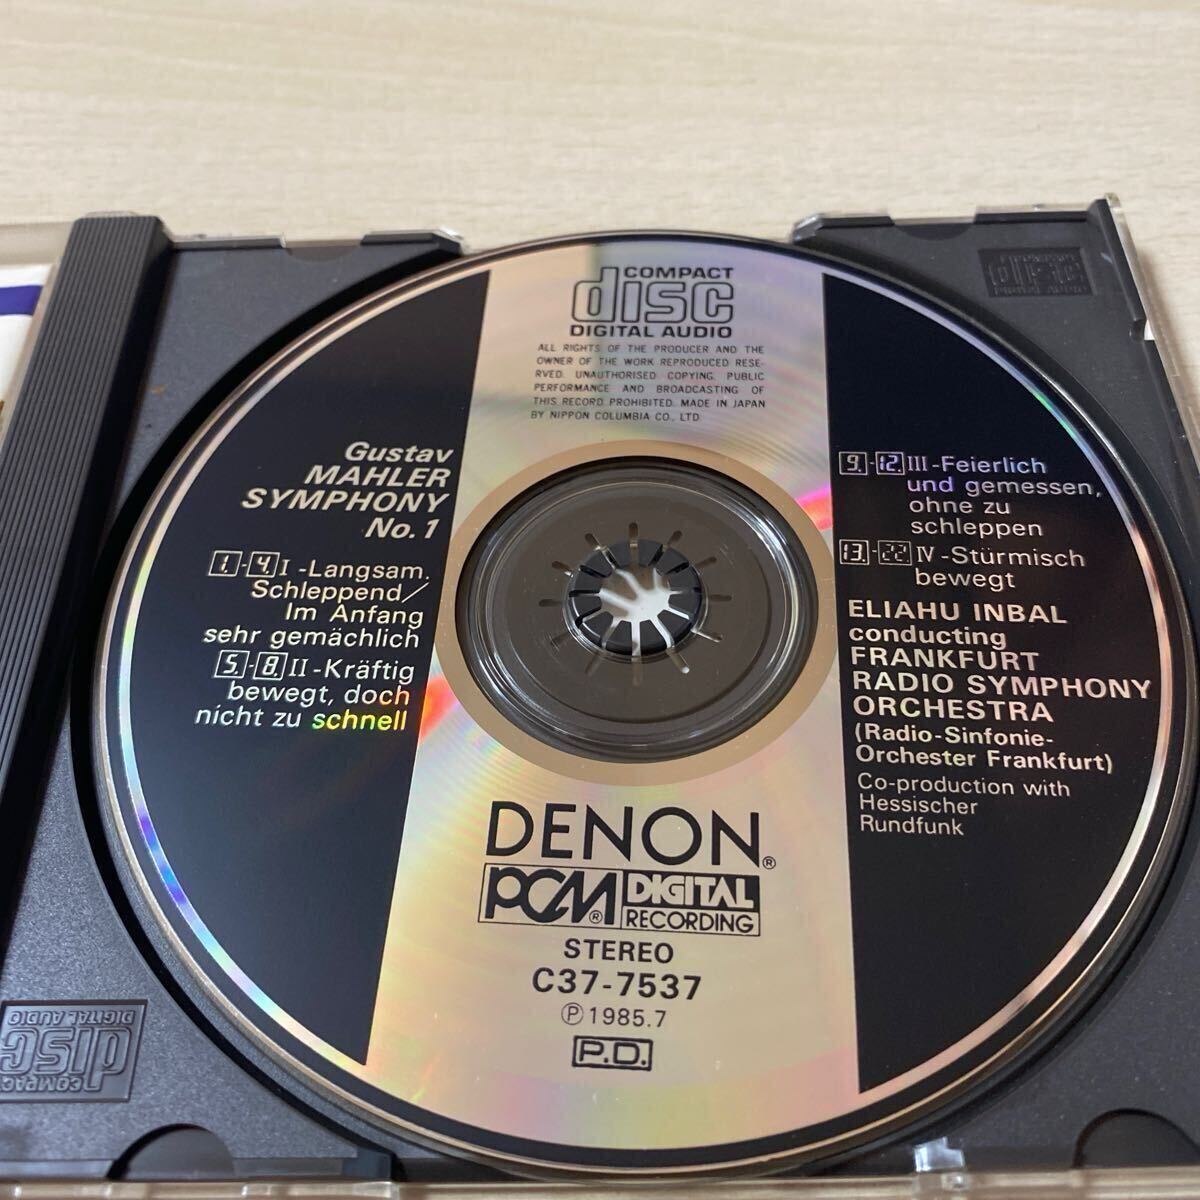 COMPACT
disc
DIGITAL AUDIO
ALL RIGHTS OF THE PRODUCER AND THE
OWNER OF THE WORK REPRODUCED RESE-
RVED. UNAUTHORISED COPYING, PUBLIC
PERFORMANCE AND BROADCASTING OF
THIS RECORD PROHIBITED. MADE IN JAPAN
BY NIPPON COLUMBIA CO., LTD.
Gustav
MAHLER
SYMPHONY
No. 1
1.-4. I -Langsam,
Schleppend/
Im Anfang
sehr gemächlich
5.-8. II -Kräftig
bewegt, doch
nicht zu schnell
9.-12. III -Feierlich
und gemessen,
ohne zu
schleppen
13.-22. IV -Stürmisch
bewegt
ELIAHU INBAL
conducting
FRANKFURT
RADIO SYMPHONY
ORCHESTRA
(Radio-Sinfonie-
Orchester Frankfurt)
Co-production with
Hessischer
Rundfunk
DENON®
PCM® DIGITAL
RECORDING
STEREO
C37-7537
Ⓟ 1985.7
P.D.
COMPACT
disc
DIGITAL AUDIO
COMPACT
disc
DIGITAL AUDIO